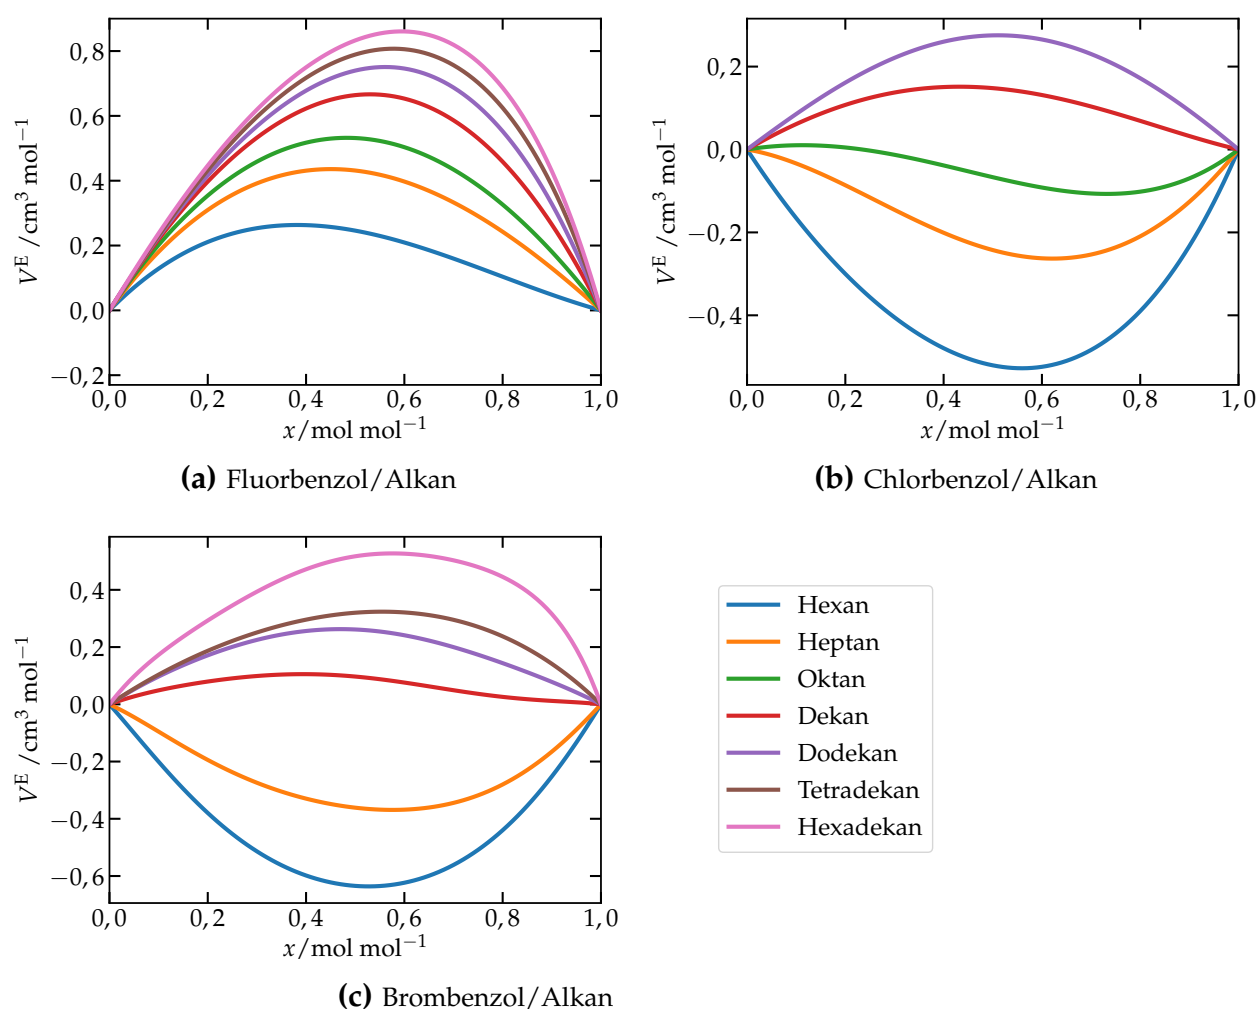 0,8
0,6
0,4
0,2
0,0
−0,2
V^E /cm³ mol⁻¹
0,0 0,2 0,4 0,6 0,8 1,0
x/mol mol⁻¹
(a) Fluorbenzol/Alkan
0,2
0,0
−0,2
−0,4
V^E /cm³ mol⁻¹
0,0 0,2 0,4 0,6 0,8 1,0
x/mol mol⁻¹
(b) Chlorbenzol/Alkan
0,4
0,2
0,0
−0,2
−0,4
−0,6
V^E /cm³ mol⁻¹
0,0 0,2 0,4 0,6 0,8 1,0
x/mol mol⁻¹
(c) Brombenzol/Alkan
Hexan
Heptan
Oktan
Dekan
Dodekan
Tetradekan
Hexadekan